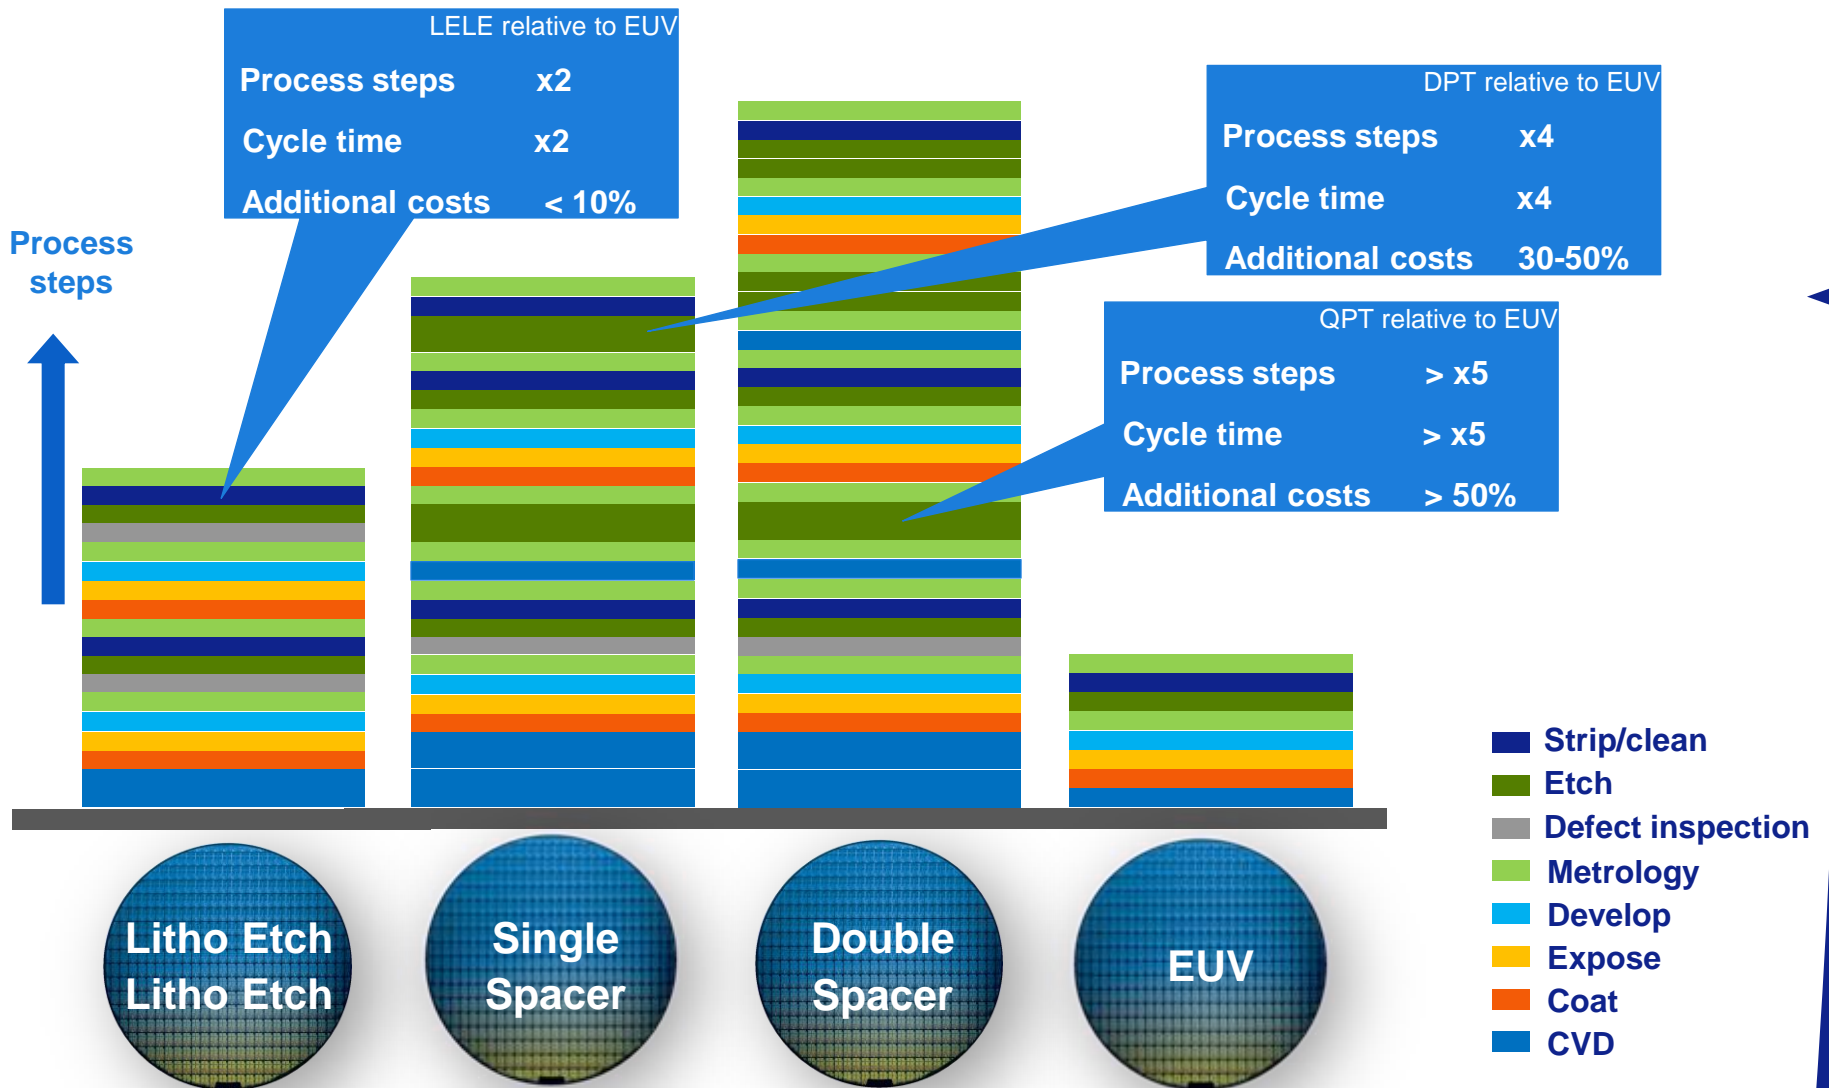 LELE relative to EUV
Process steps x2
Cycle time x2
Additional costs < 10%
DPT relative to EUV
Process steps x4
Cycle time x4
Additional costs 30-50%
QPT relative to EUV
Process steps > x5
Cycle time > x5
Additional costs > 50%
Process
steps
Litho Etch
Litho Etch
Single
Spacer
Double
Spacer
EUV
Strip/clean
Etch
Defect inspection
Metrology
Develop
Expose
Coat
CVD